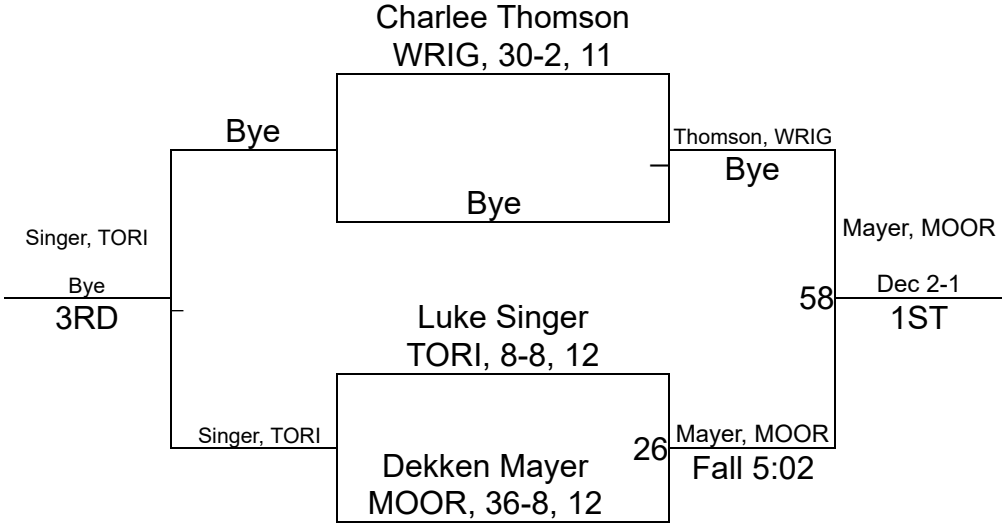 Charlee Thomson
WRIG, 30-2, 11
Bye
Thomson, WRIG
Bye
Bye
Singer, TORI
Mayer, MOOR
Bye
3RD
58
Dec 2-1
1ST
Luke Singer
TORI, 8-8, 12
Singer, TORI
26
Mayer, MOOR
Fall 5:02
Dekken Mayer
MOOR, 36-8, 12